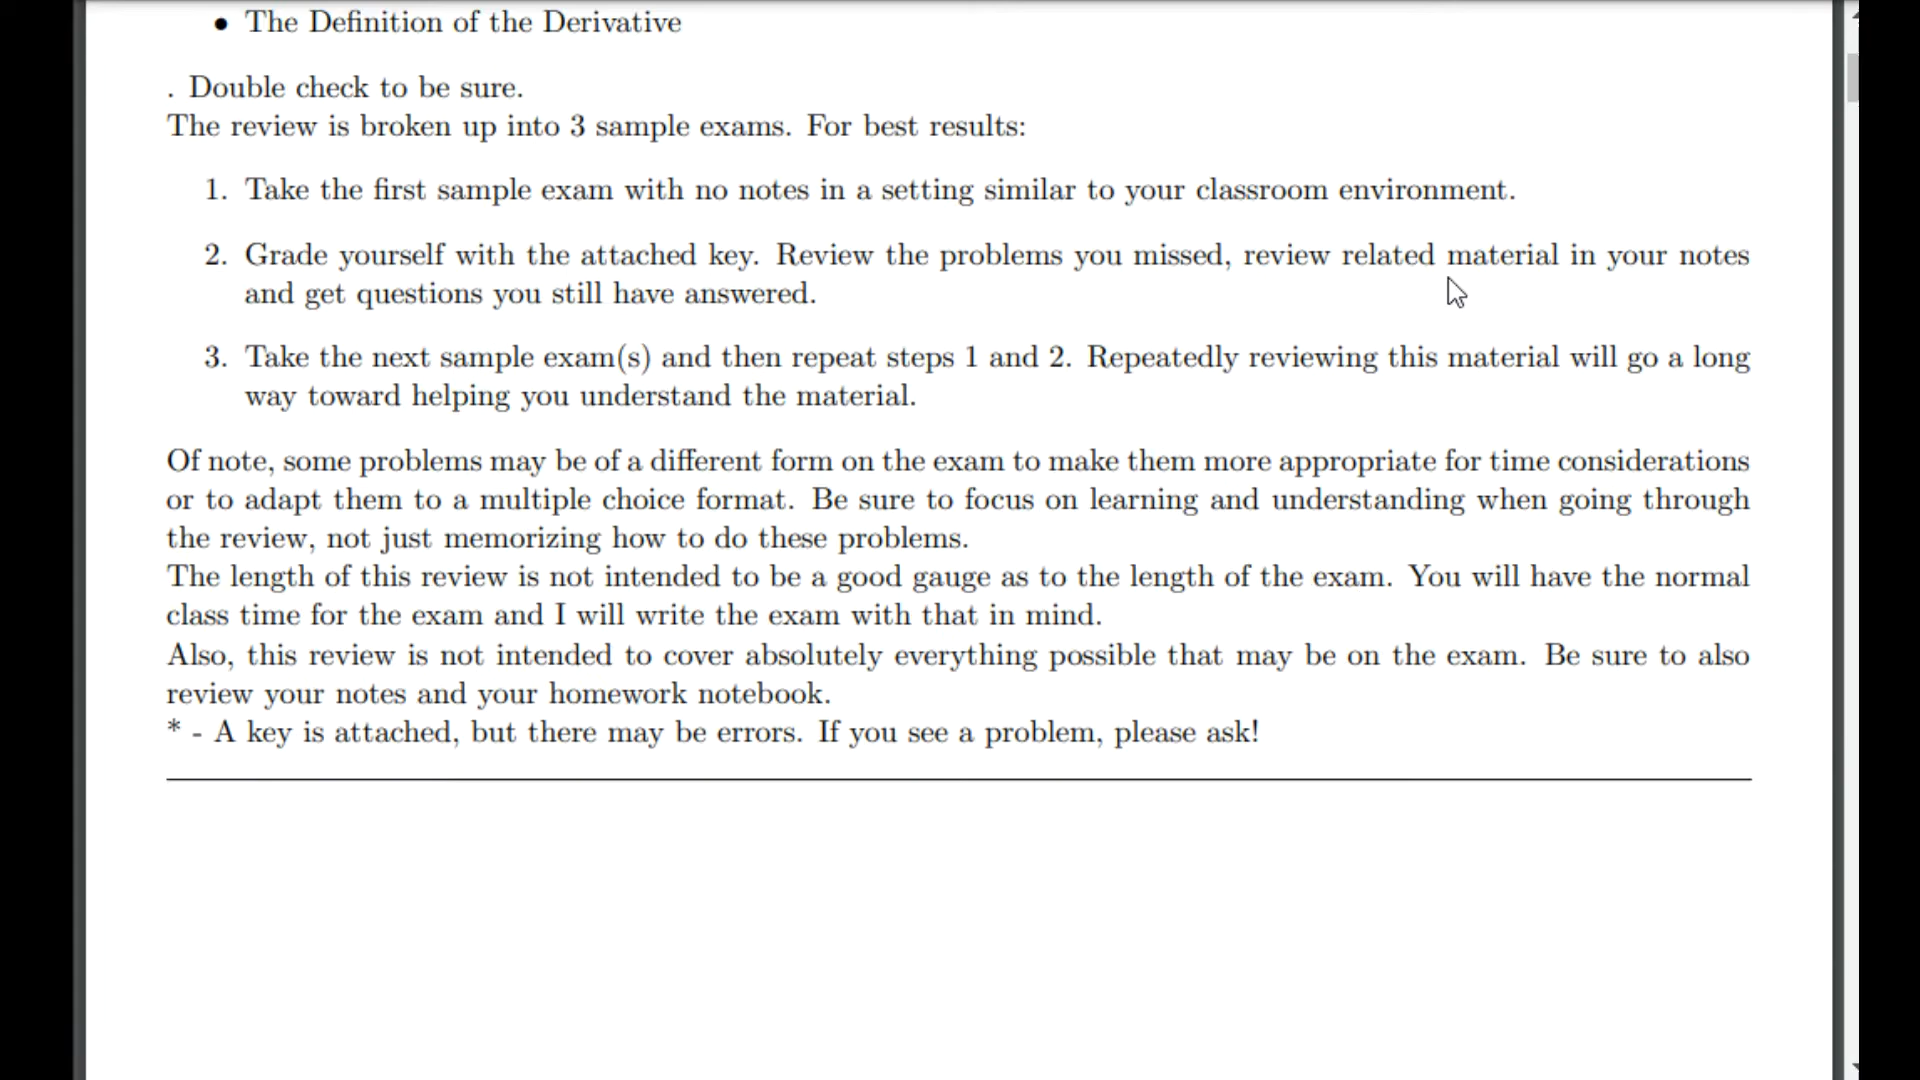 • The Definition of the Derivative
. Double check to be sure.
The review is broken up into 3 sample exams. For best results:
1. Take the first sample exam with no notes in a setting similar to your classroom environment.
2. Grade yourself with the attached key. Review the problems you missed, review related material in your notes
and get questions you still have answered.
3. Take the next sample exam(s) and then repeat steps 1 and 2. Repeatedly reviewing this material will go a long
way toward helping you understand the material.
Of note, some problems may be of a different form on the exam to make them more appropriate for time considerations
or to adapt them to a multiple choice format. Be sure to focus on learning and understanding when going through
the review, not just memorizing how to do these problems.
The length of this review is not intended to be a good gauge as to the length of the exam. You will have the normal
class time for the exam and I will write the exam with that in mind.
Also, this review is not intended to cover absolutely everything possible that may be on the exam. Be sure to also
review your notes and your homework notebook.
* - A key is attached, but there may be errors. If you see a problem, please ask!